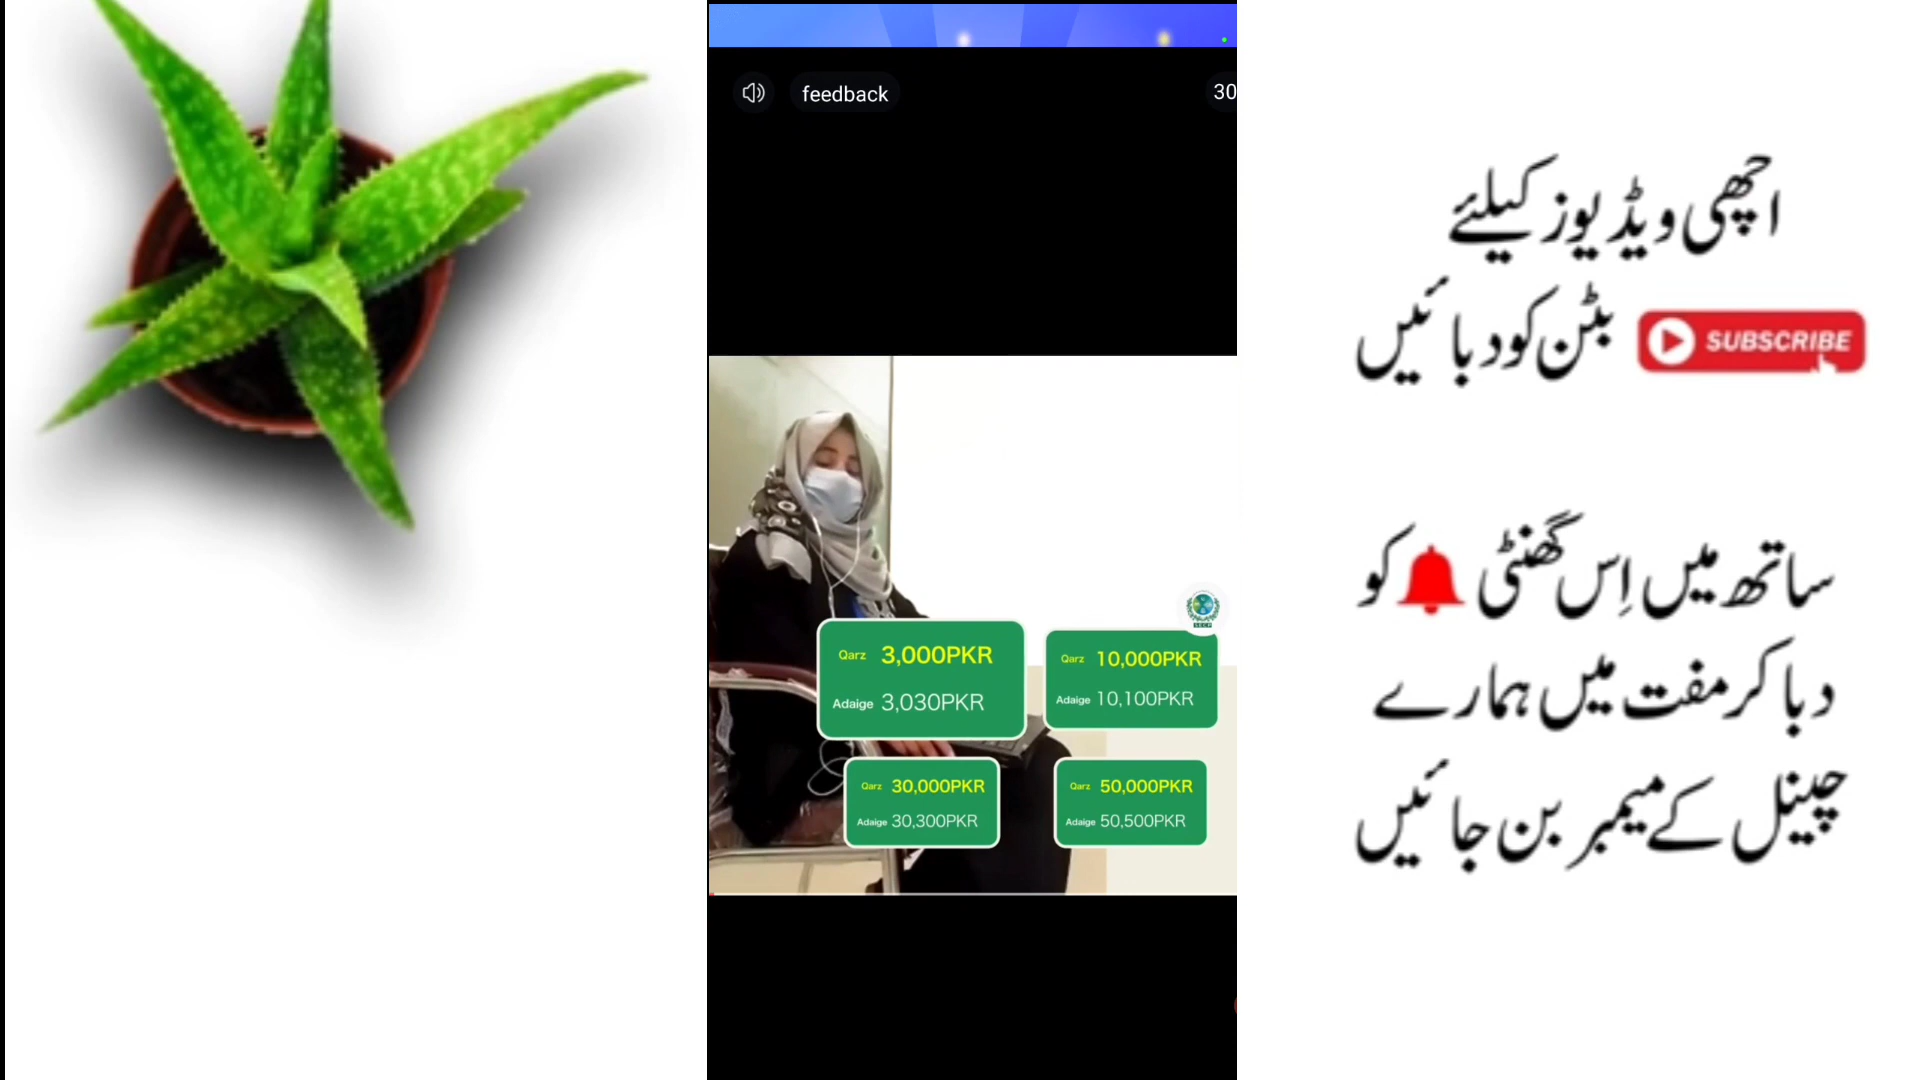 feedback
30
Qarz 3,000PKR
Adaige 3,030PKR
Qarz 10,000PKR
Adaige 10,100PKR
Qarz 30,000PKR
Adaige 30,300PKR
Qarz 50,000PKR
Adaige 50,500PKR
SECP
اچھی ویڈیوز کیلئے
SUBSCRIBE بٹن کو دبائیں
ساتھ میں اِس گھنٹی کو
دبا کر مفت میں ہمارے
چینل کے میمبر بن جائیں